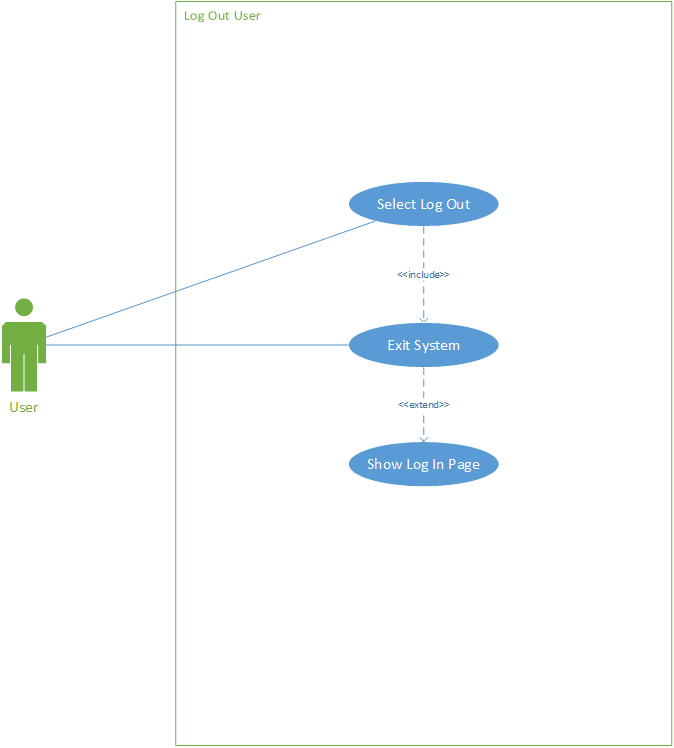 Log Out User
Select Log Out
<<include>>
Exit System
<<extend>>
Show Log In Page
User